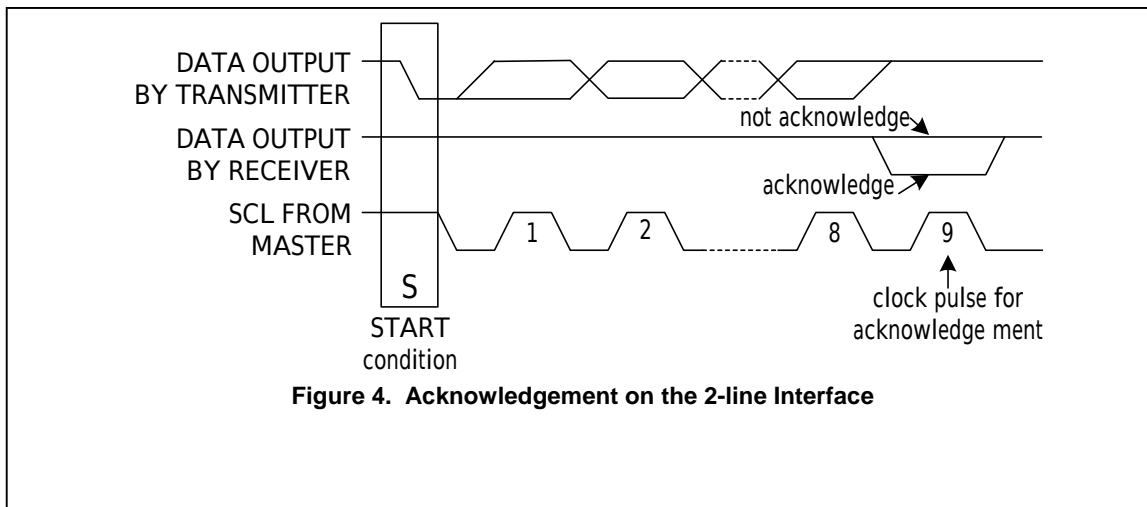 DATA OUTPUT
BY TRANSMITTER
not acknowledge
DATA OUTPUT
BY RECEIVER
acknowledge
SCL FROM
MASTER
1
2
8
9
S
START
condition
clock pulse for
acknowledge ment
Figure 4. Acknowledgement on the 2-line Interface